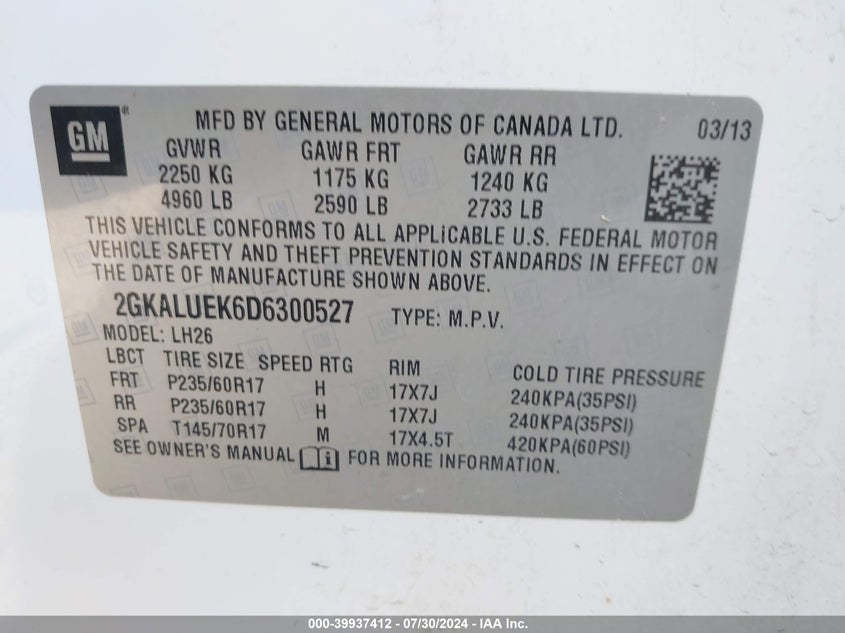 GM ®
MFD BY GENERAL MOTORS OF CANADA LTD. 03/13
GVWR GAWR FRT GAWR RR
2250 KG 1175 KG 1240 KG
4960 LB 2590 LB 2733 LB
THIS VEHICLE CONFORMS TO ALL APPLiCABLE U.S. FEDERAL MOTOR
VEHICLE SAFETY AND THEFT PREVENTION STANDARDS IN EFFECT ON
THE DATE OF MANUFACTURE SHOWN ABOVE.
2GKALUEK6D6300527 TYPE: M.P.V.
MODEL: LH26
LBCT TIRE SIZE SPEED RTG RIM COLD TIRE PRESSURE
FRT P235/60R17 H 17X7J 240KPA(35PSI)
RR P235/60R17 H 17X7J 240KPA(35PSI)
SPA T145/70R17 M 17X4.5T 420KPA(60PSI)
SEE OWNER'S MANUAL i FOR MORE INFORMATION.
000-39937412 - 07/30/2024 - IAA Inc.